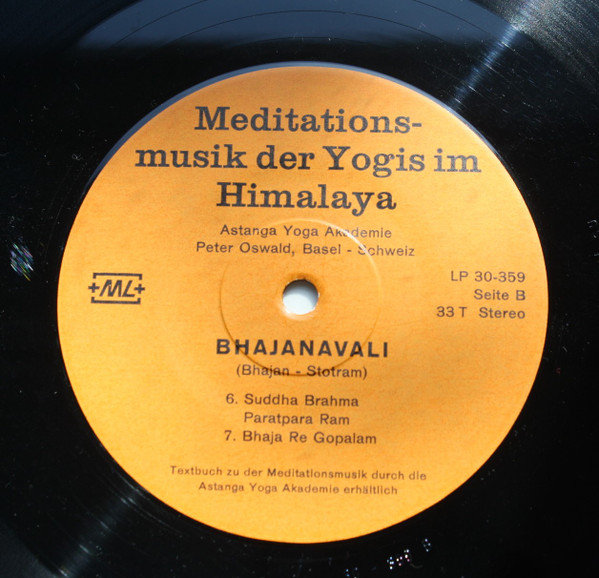 Meditations-
musik der Yogis im
Himalaya
Astanga Yoga Akademie
Peter Oswald, Basel - Schweiz
+ML+
LP 30-359
Seite B
33 T Stereo
BHAJANAVALI
(Bhajan - Stotram)
6. Suddha Brahma
Paratpara Ram
7. Bhaja Re Gopalam
Textbuch zu der Meditationsmusik durch die
Astanga Yoga Akademie erhältlich